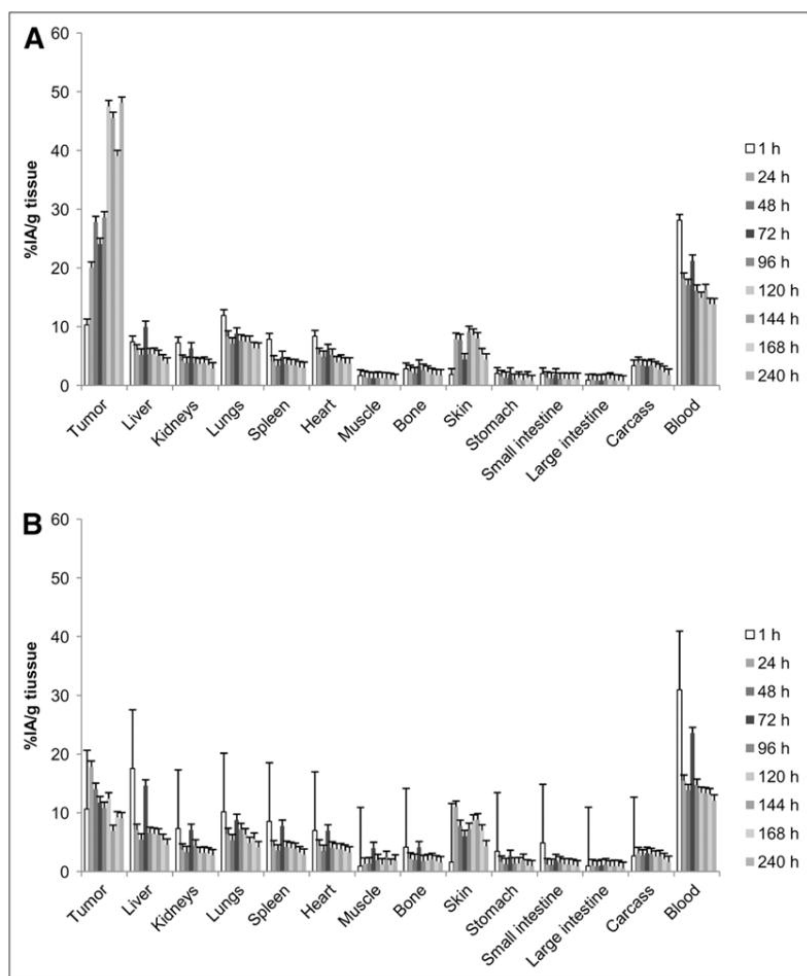 A
60
50
40
30
20
10
0
%IA/g tissue
Tumor
Liver
Kidneys
Lungs
Spleen
Heart
Muscle
Bone
Skin
Stomach
Small intestine
Large intestine
Carcass
Blood
1 h
24 h
48 h
72 h
96 h
120 h
144 h
168 h
240 h
B
60
50
40
30
20
10
0
%IA/g tiussue
Tumor
Liver
Kidneys
Lungs
Spleen
Heart
Muscle
Bone
Skin
Stomach
Small intestine
Large intestine
Carcass
Blood
1 h
24 h
48 h
72 h
96 h
120 h
144 h
168 h
240 h